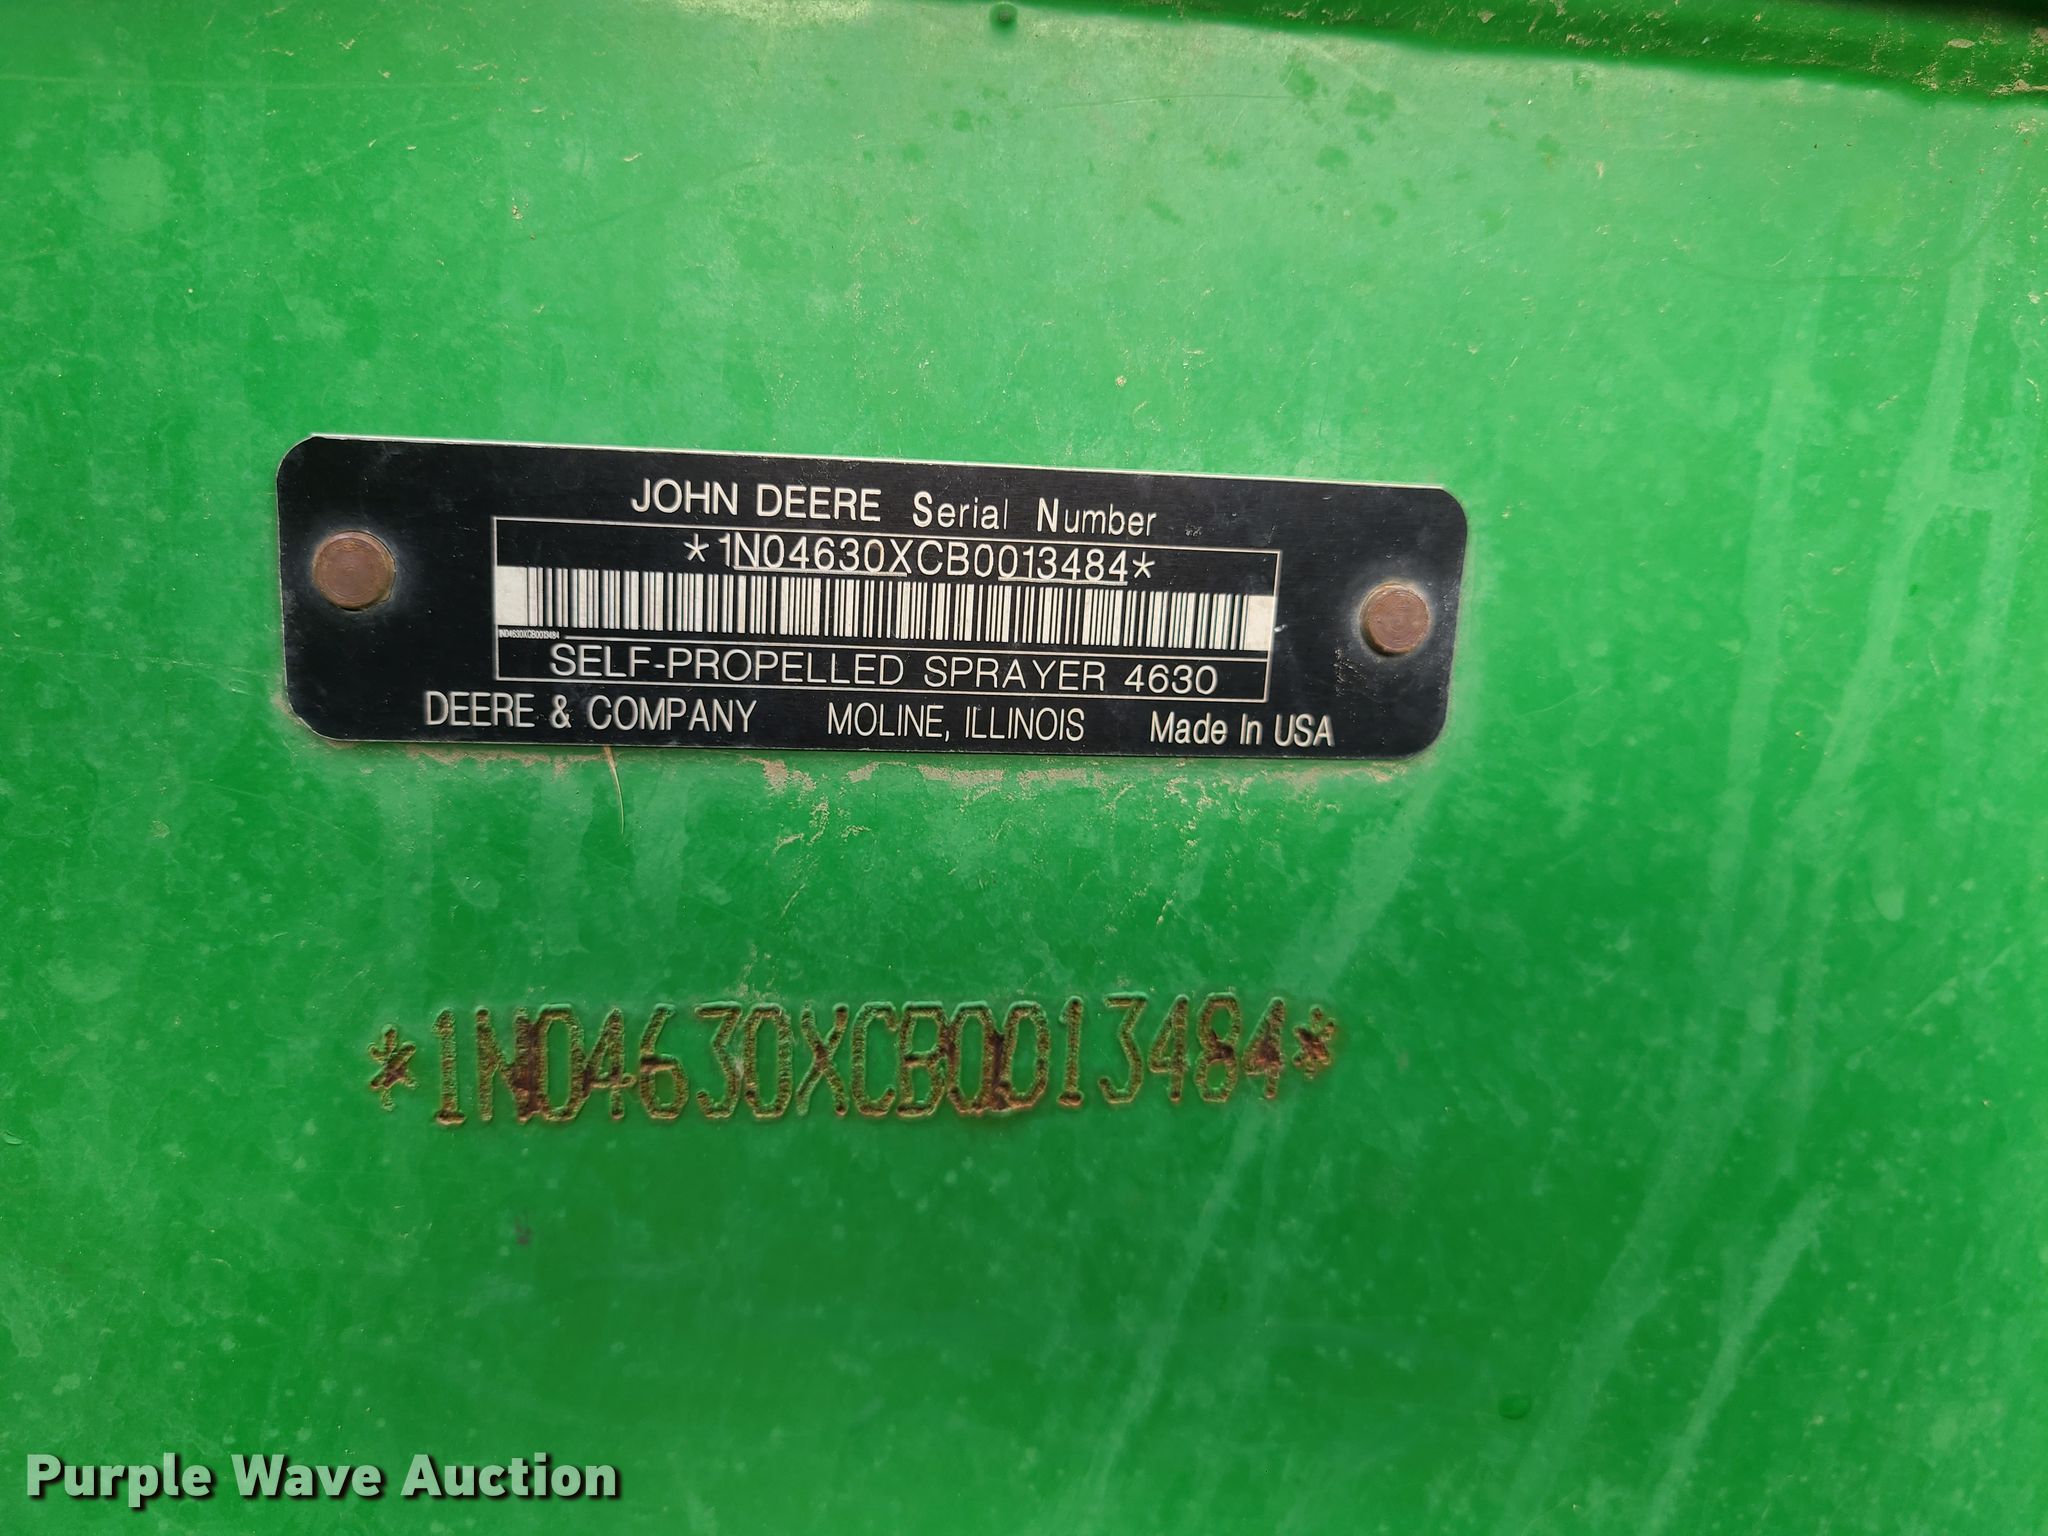 JOHN DEERE Serial Number
*1N04630XCB0013484*
1N04630XCB0013484
SELF-PROPELLED SPRAYER 4630
DEERE & COMPANY MOLINE, ILLINOIS Made In USA
*1N04630XCB0013484*
Purple Wave Auction